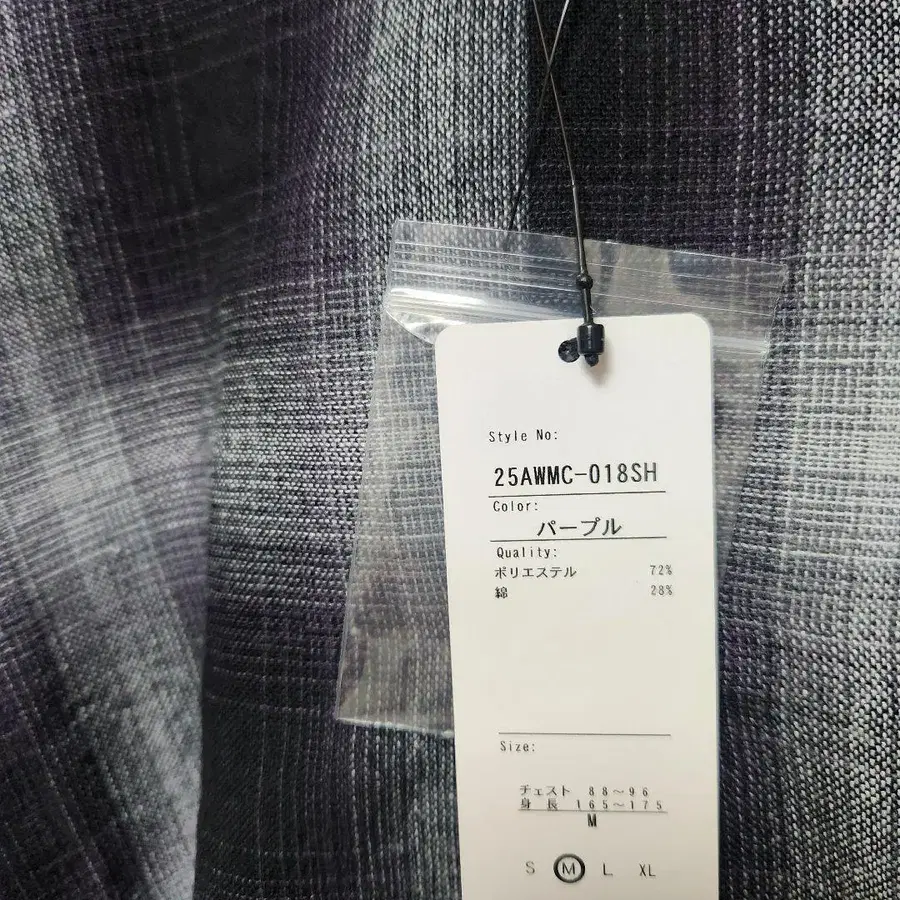 Style No:
25AWMC-018SH
Color:
パープル
Quality:
ポリエステル 72%
綿 28%
Size:
チェスト 88～96
身長 165～175
M
S M L XL